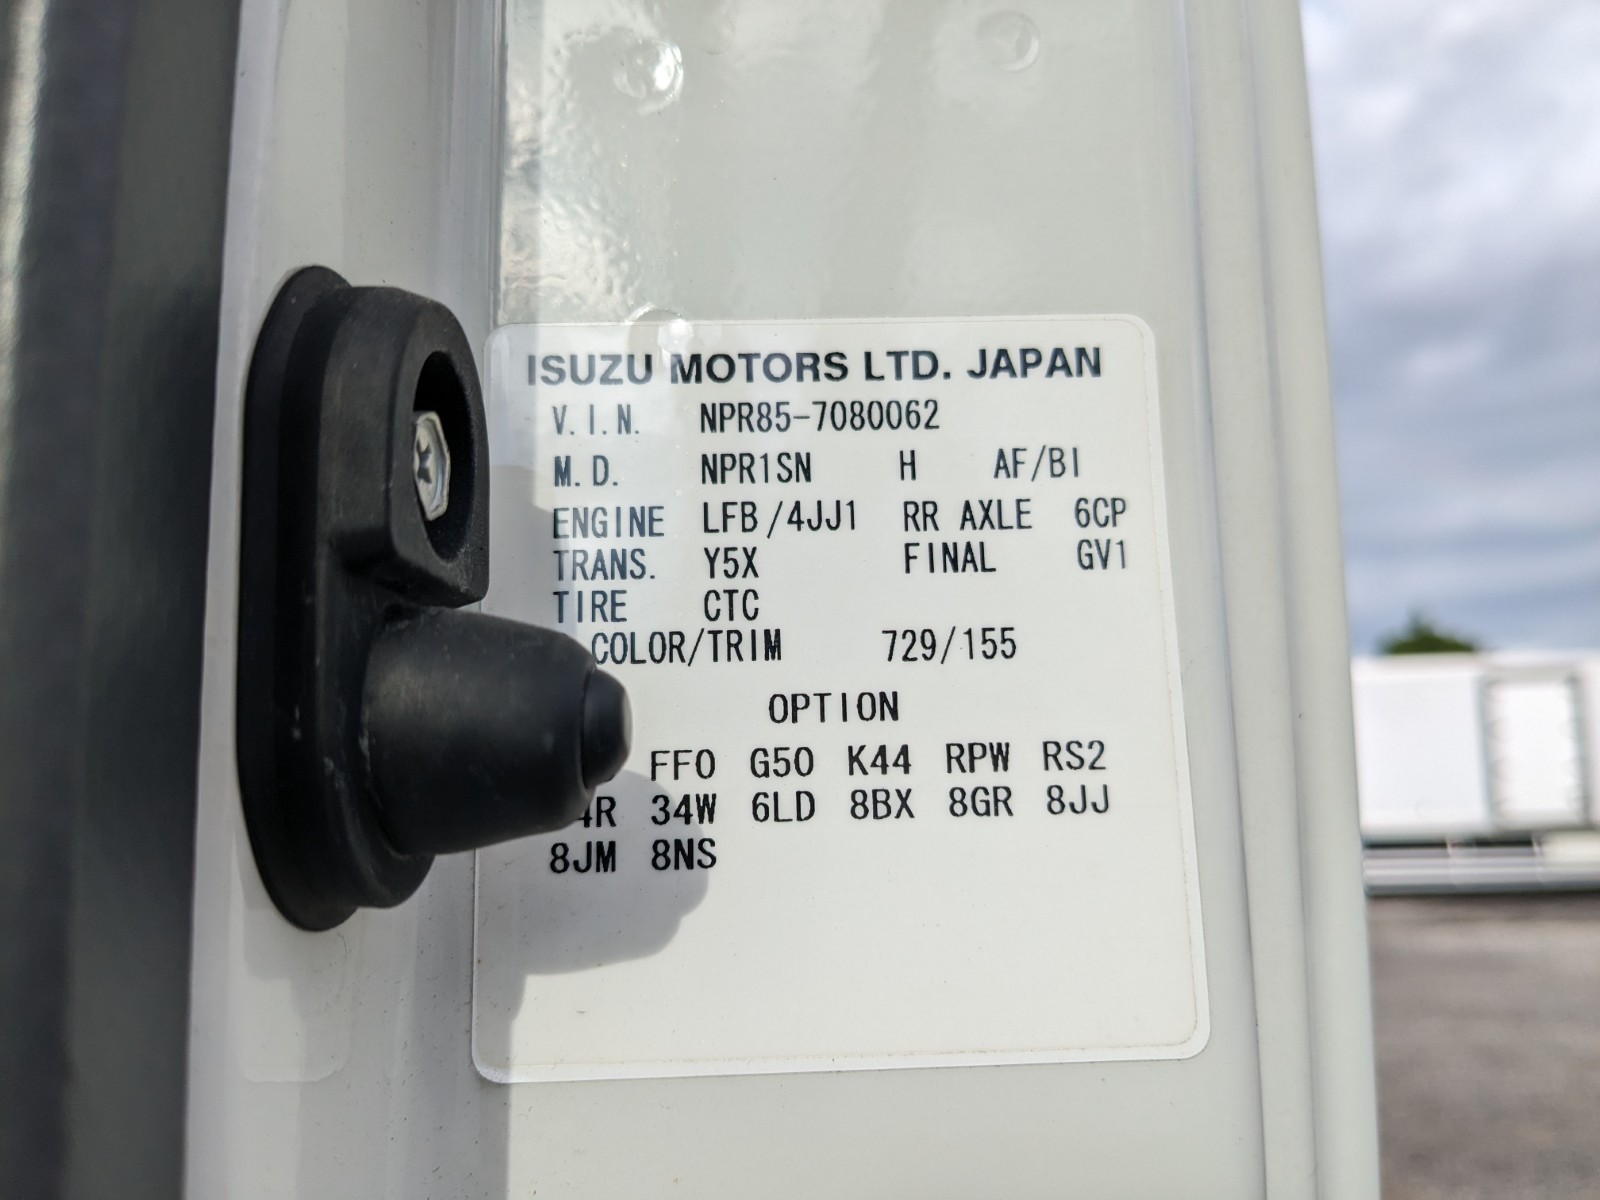 ISUZU MOTORS LTD. JAPAN
V.I.N. NPR85-7080062
M.D. NPR1SN H AF/BI
ENGINE LFB/4JJ1 RR AXLE 6CP
TRANS. Y5X FINAL GV1
TIRE CTC
COLOR/TRIM 729/155
OPTION
FF0 G50 K44 RPW RS2
34W 6LD 8BX 8GR 8JJ
8JM 8NS